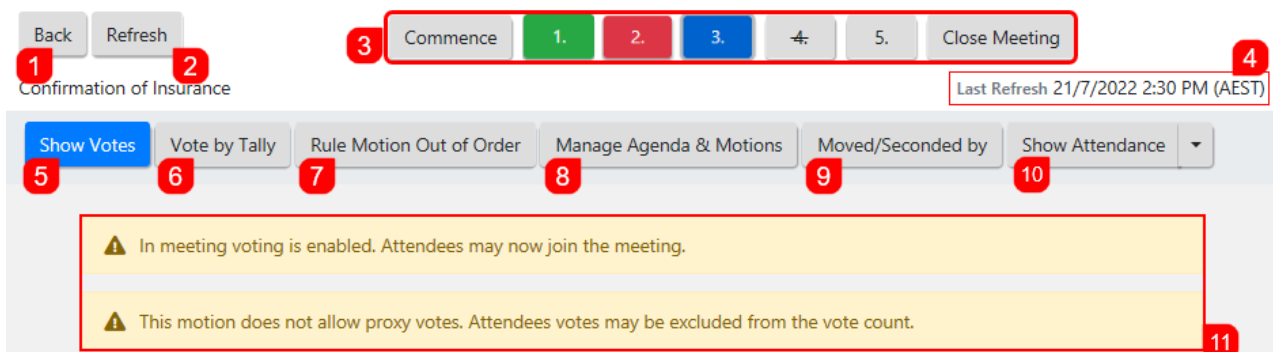 Back Refresh 3 Commence 1. 2. 3. 4. 5. Close Meeting
1 2 4
Confirmation of Insurance Last Refresh 21/7/2022 2:30 PM (AEST)
Show Votes Vote by Tally Rule Motion Out of Order Manage Agenda & Motions Moved/Seconded by Show Attendance
5 6 7 8 9 10
In meeting voting is enabled. Attendees may now join the meeting.
This motion does not allow proxy votes. Attendees votes may be excluded from the vote count.
11